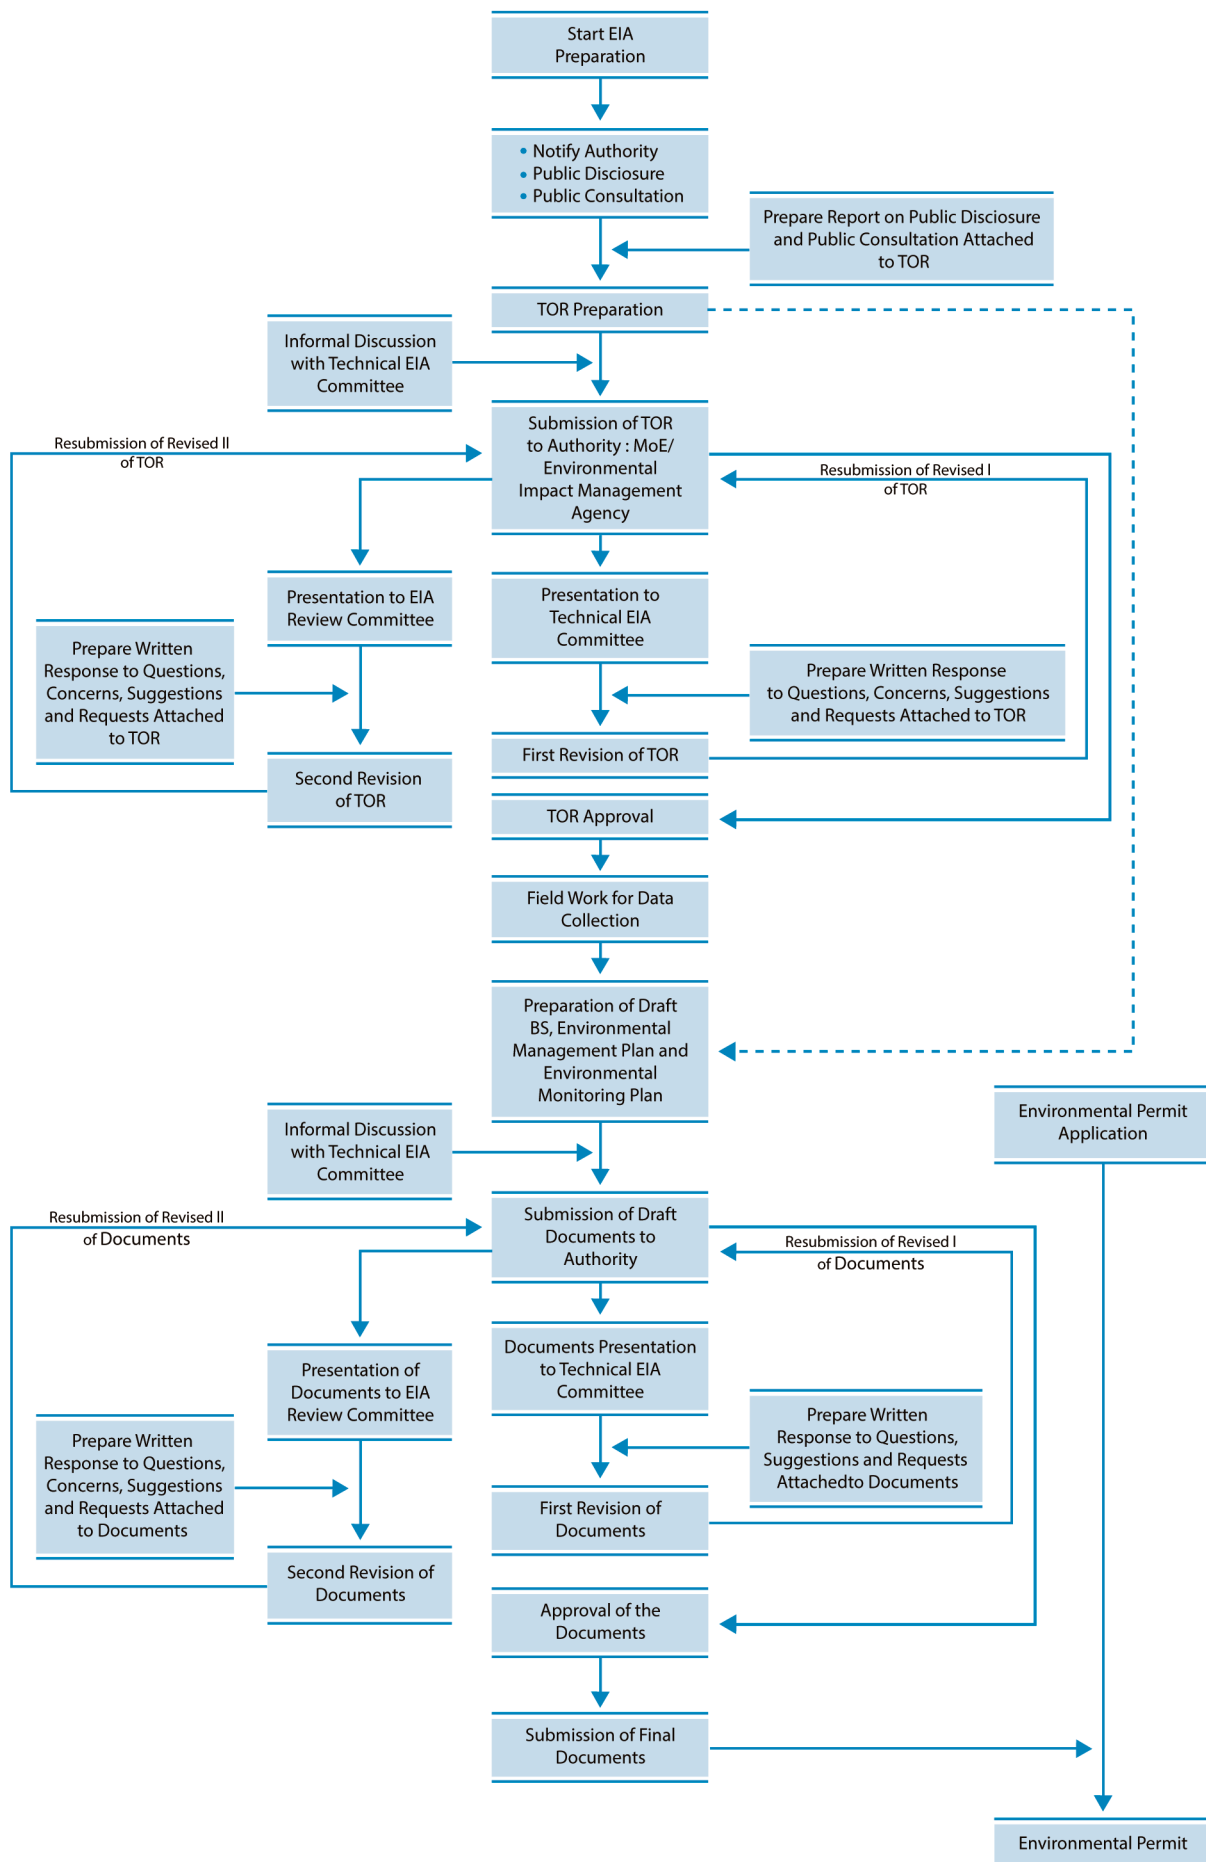 Start EIA
Preparation
• Notify Authority
• Public Disclosure
• Public Consultation
Prepare Report on Public Disclosure
and Public Consultation Attached
to TOR
TOR Preparation
Informal Discussion
with Technical EIA
Committee
Submission of TOR
to Authority : MoE/
Environmental
Impact Management
Agency
Resubmission of Revised II
of TOR
Resubmission of Revised I
of TOR
Presentation to EIA
Review Committee
Presentation to
Technical EIA
Committee
Prepare Written
Response to Questions,
Concerns, Suggestions
and Requests Attached
to TOR
Prepare Written Response
to Questions, Concerns, Suggestions
and Requests Attached to TOR
First Revision of TOR
Second Revision
of TOR
TOR Approval
Field Work for Data
Collection
Preparation of Draft
BS, Environmental
Management Plan and
Environmental
Monitoring Plan
Environmental Permit
Application
Informal Discussion
with Technical EIA
Committee
Submission of Draft
Documents to
Authority
Resubmission of Revised II
of Documents
Resubmission of Revised I
of Documents
Documents Presentation
to Technical EIA
Committee
Presentation of
Documents to EIA
Review Committee
Prepare Written
Response to Questions,
Suggestions and Requests
Attachedto Documents
Prepare Written
Response to Questions,
Concerns, Suggestions
and Requests Attached
to Documents
First Revision of
Documents
Second Revision of
Documents
Approval of the
Documents
Submission of Final
Documents
Environmental Permit